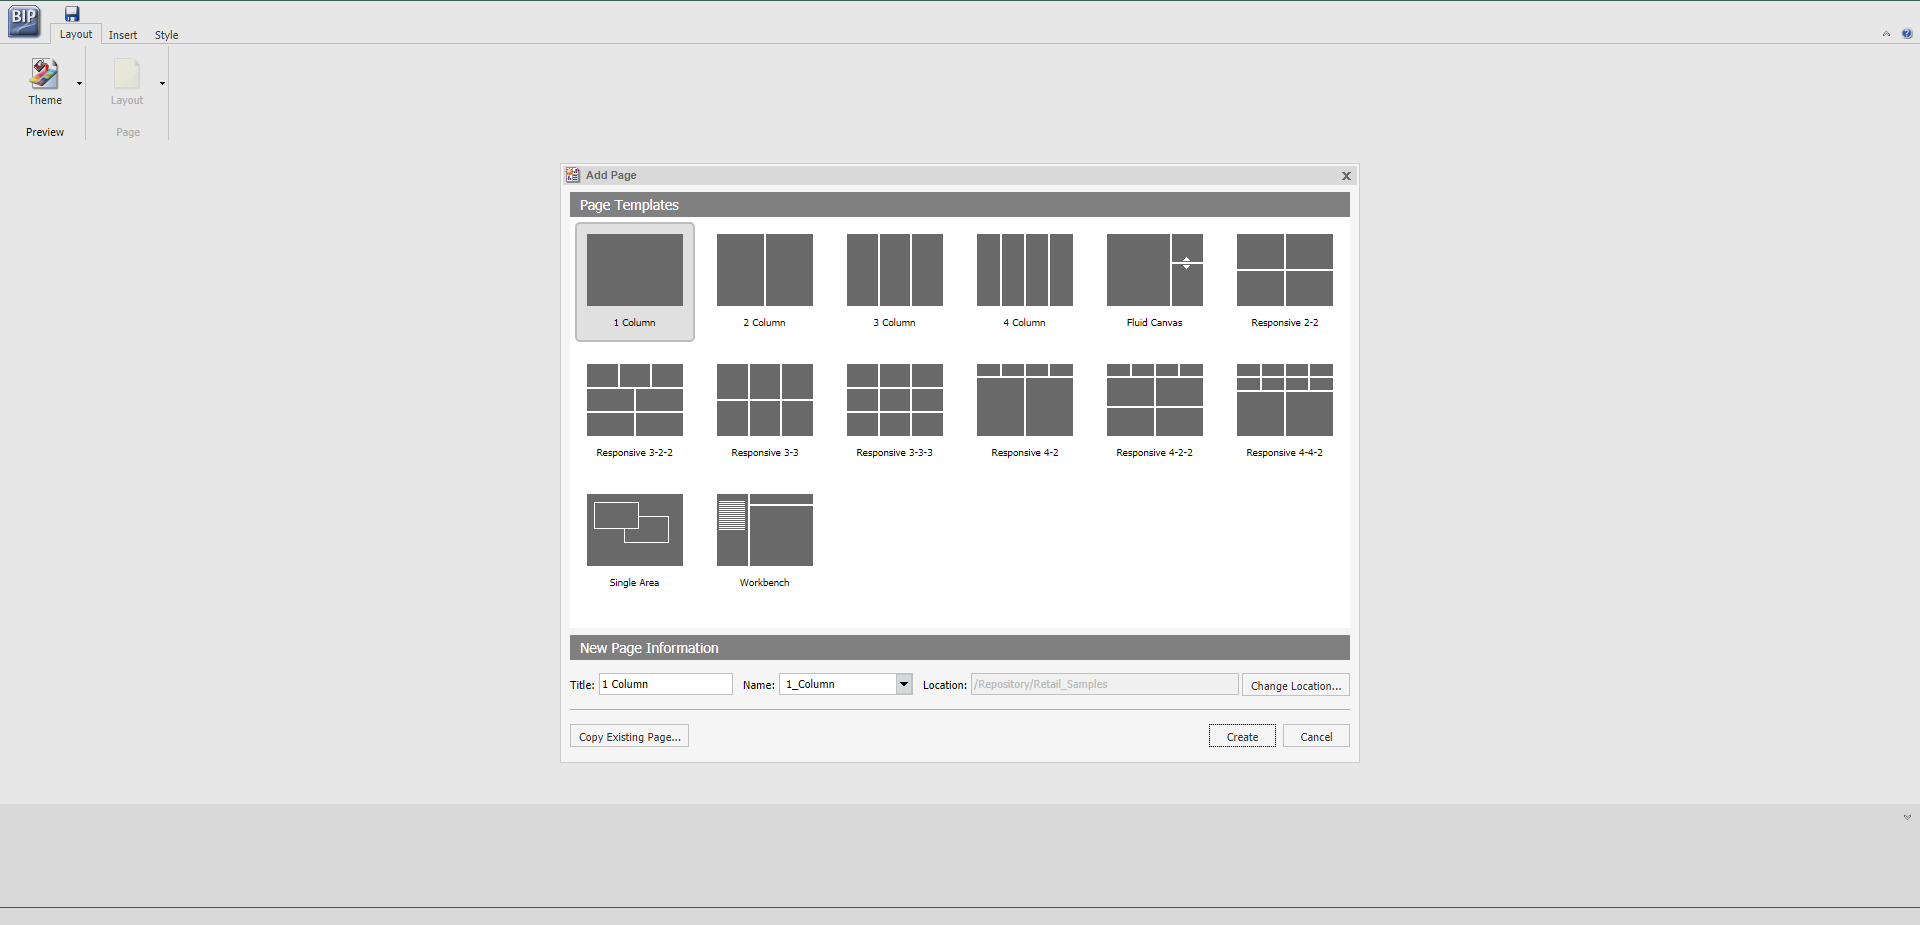 BIP
Layout Insert Style
Theme Layout
Preview Page
Add Page
Page Templates
1 Column 2 Column 3 Column 4 Column Fluid Canvas Responsive 2-2
Responsive 3-2-2 Responsive 3-3 Responsive 3-3-3 Responsive 4-2 Responsive 4-2-2 Responsive 4-4-2
Single Area Workbench
New Page Information
Title: 1 Column Name: 1_Column Location: /Repository/Retail_Samples Change Location...
Copy Existing Page... Create Cancel